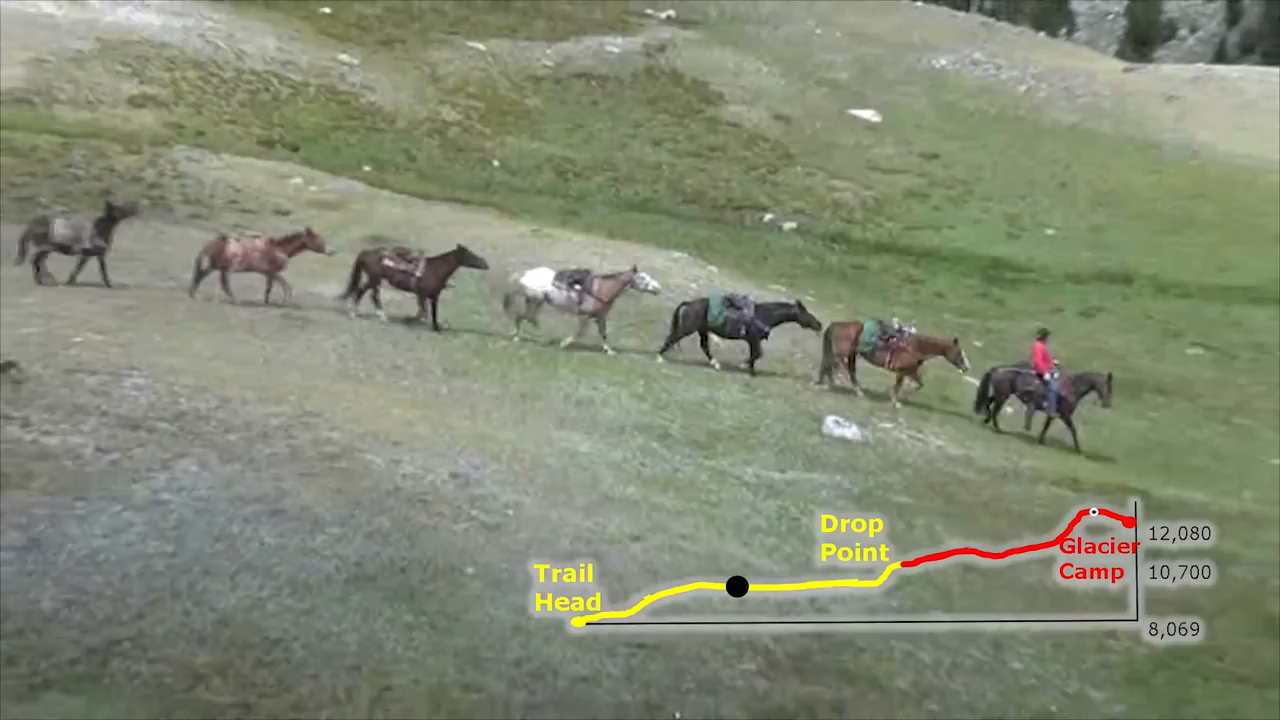 Drop
Point
Trail
Head
Glacier
Camp
12,080
10,700
8,069